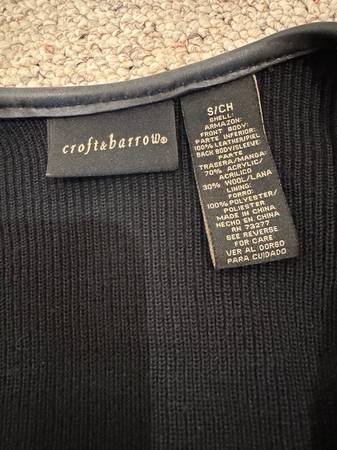 croft&barrow®
S/CH
SHELL:
ARMAZON:
FRONT BODY:
PARTE INFERIOR:
100% LEATHER/PIEL
BACK BODY/SLEEVE:
PARTE
TRASERA/MANGA:
70% ACRYLIC/
ACRILICO
30% WOOL/LANA
LINING:
FORRO:
100% POLYESTER/
POLIESTER
MADE IN CHINA
HECHO EN CHINA
RN 73277
SEE REVERSE
FOR CARE
VER AL DORSO
PARA CUIDADO